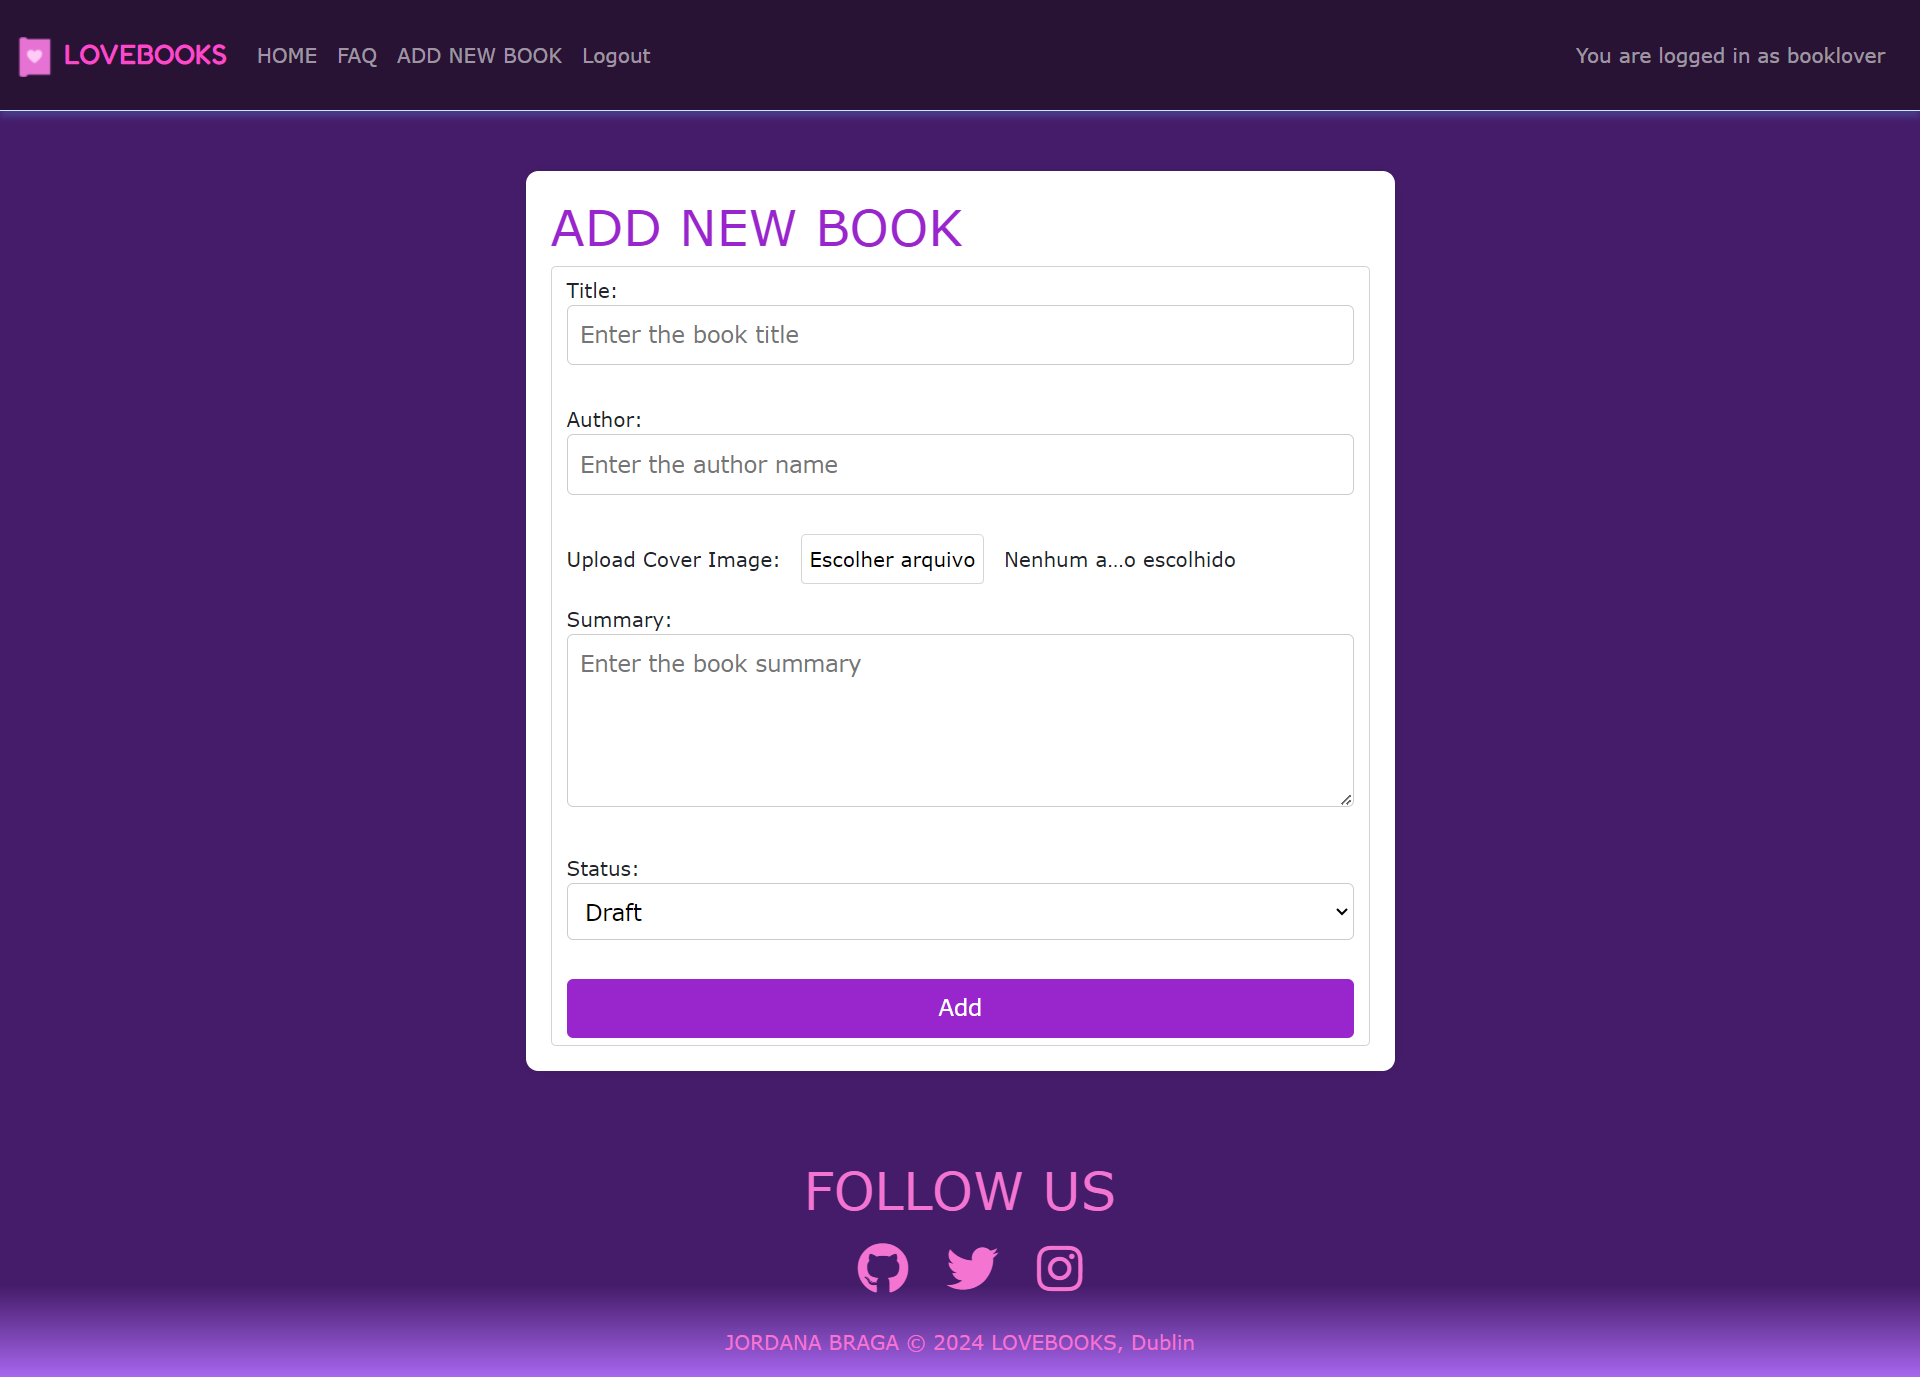 LOVEBOOKS HOME FAQ ADD NEW BOOK Logout You are logged in as booklover
ADD NEW BOOK
Title:
Enter the book title
Author:
Enter the author name
Upload Cover Image: Escolher arquivo Nenhum a...o escolhido
Summary:
Enter the book summary
Status:
Draft
Add
FOLLOW US
JORDANA BRAGA © 2024 LOVEBOOKS, Dublin